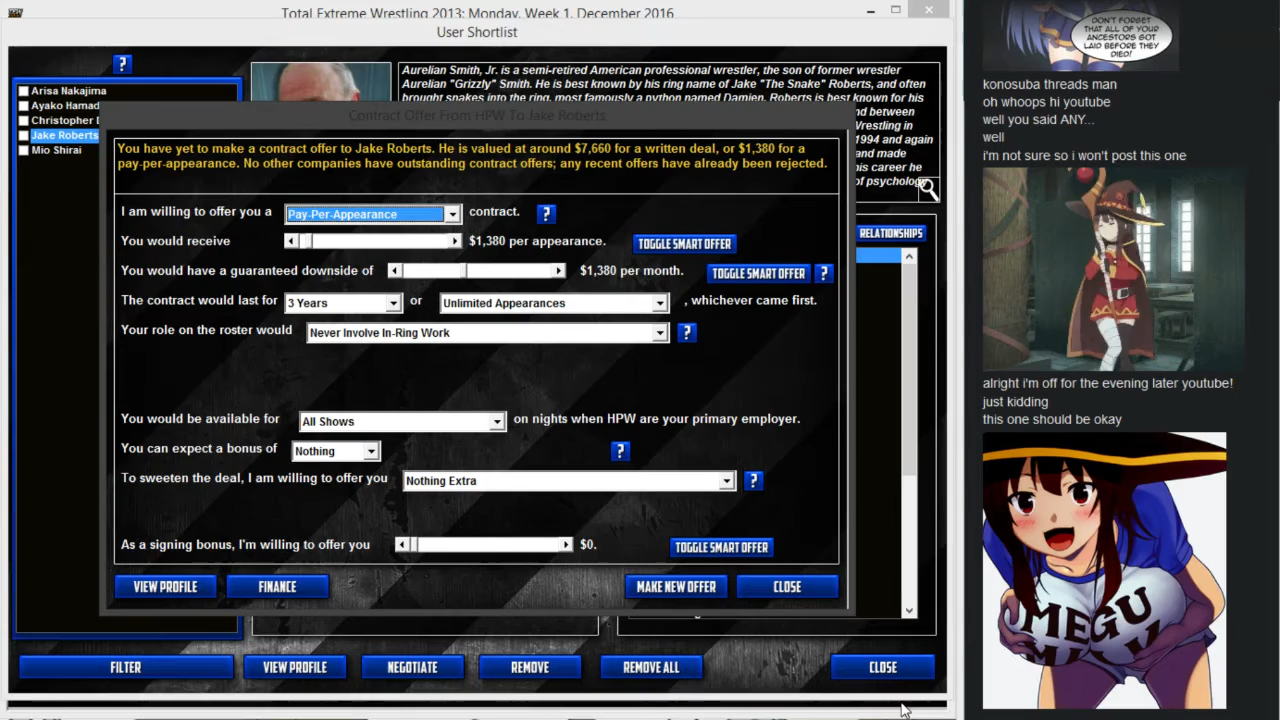 Total Extreme Wrestling 2013: Monday, Week 1, December 2016
User Shortlist
?
Arisa Nakajima
Ayako Hamad
Christopher D
Jake Roberts
Mio Shirai
Aurelian Smith, Jr. is a semi-retired American professional wrestler, the son of former wrestler
Aurelian "Grizzly" Smith. He is best known by his ring name of Jake "The Snake" Roberts, and often
brought snakes into the ring, most famously a python named Damien. Roberts is best known for his
and between
Wrestling in
1994 and again
and made
his career he
of psycholog
RELATIONSHIPS
Contract Offer From HPW To Jake Roberts
You have yet to make a contract offer to Jake Roberts. He is valued at around $7,660 for a written deal, or $1,380 for a
pay-per-appearance. No other companies have outstanding contract offers; any recent offers have already been rejected.
I am willing to offer you a Pay-Per-Appearance contract. ?
You would receive $1,380 per appearance. TOGGLE SMART OFFER
You would have a guaranteed downside of $1,380 per month. TOGGLE SMART OFFER ?
The contract would last for 3 Years or Unlimited Appearances , whichever came first.
Your role on the roster would Never Involve In-Ring Work ?
You would be available for All Shows on nights when HPW are your primary employer.
You can expect a bonus of Nothing ?
To sweeten the deal, I am willing to offer you Nothing Extra ?
As a signing bonus, I'm willing to offer you $0. TOGGLE SMART OFFER
VIEW PROFILE FINANCE MAKE NEW OFFER CLOSE
FILTER VIEW PROFILE NEGOTIATE REMOVE REMOVE ALL CLOSE
DON'T FORGET
THAT ALL OF YOUR
ANCESTORS GOT
LAID BEFORE THEY
DIED!
konosuba threads man
oh whoops hi youtube
well you said ANY...
well
i'm not sure so i won't post this one
alright i'm off for the evening later youtube!
just kidding
this one should be okay
MEGU